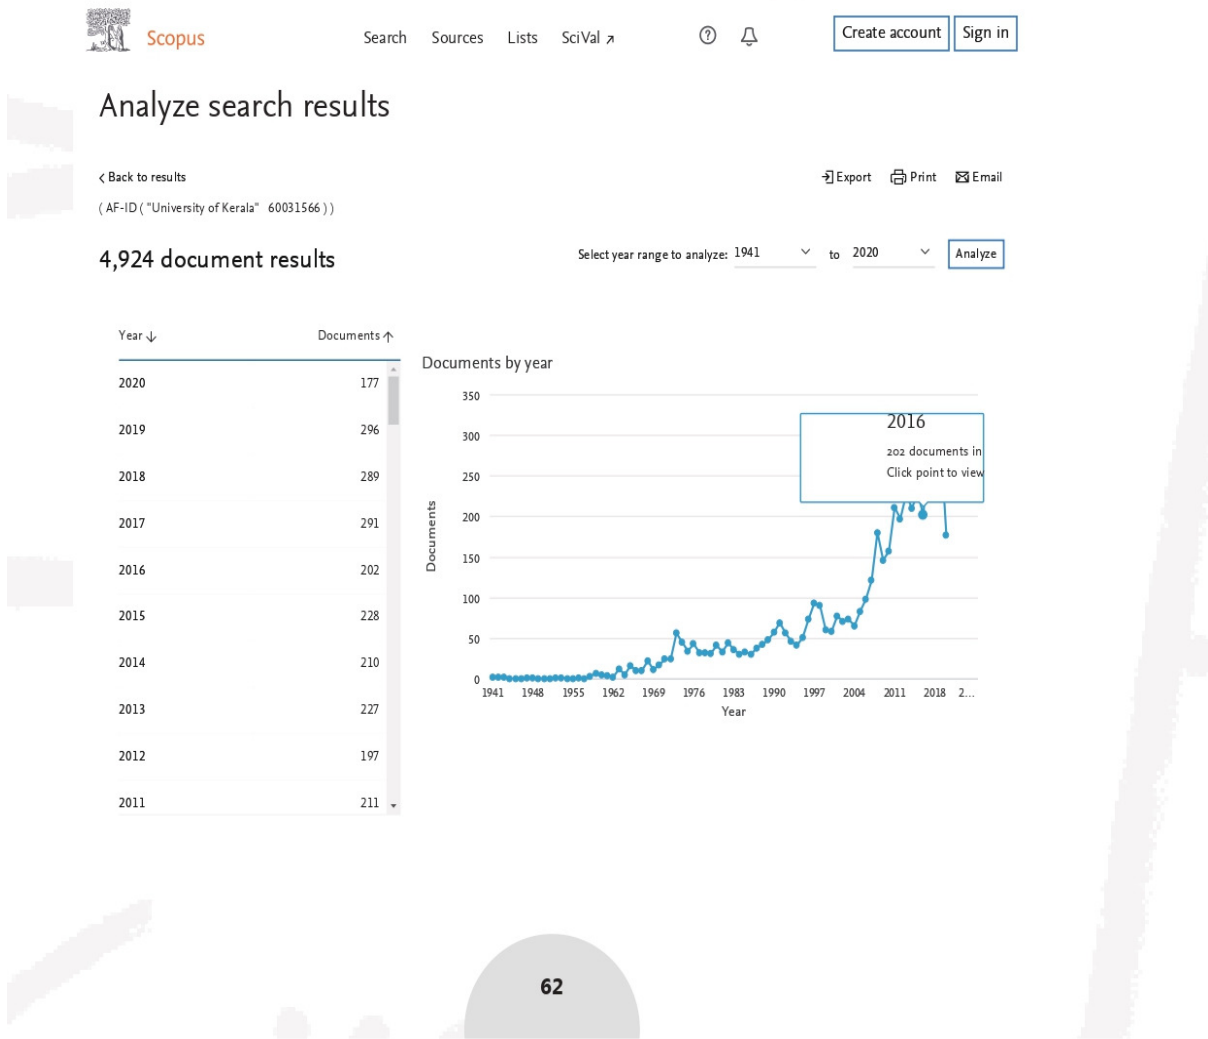 Scopus
Search Sources Lists SciVal ↗
Create account Sign in
Analyze search results
Back to results
Export Print Email
( AF-ID ( "University of Kerala" 60031566 ) )
4,924 document results
Select year range to analyze: 1941 to 2020 Analyze
Year ↓ Documents ↑
2020 177
2019 296
2018 289
2017 291
2016 202
2015 228
2014 210
2013 227
2012 197
2011 211
Documents by year
350
300
250
200
150
100
50
0
Documents
2016
202 documents in
Click point to view
1941 1948 1955 1962 1969 1976 1983 1990 1997 2004 2011 2018 2...
Year
62